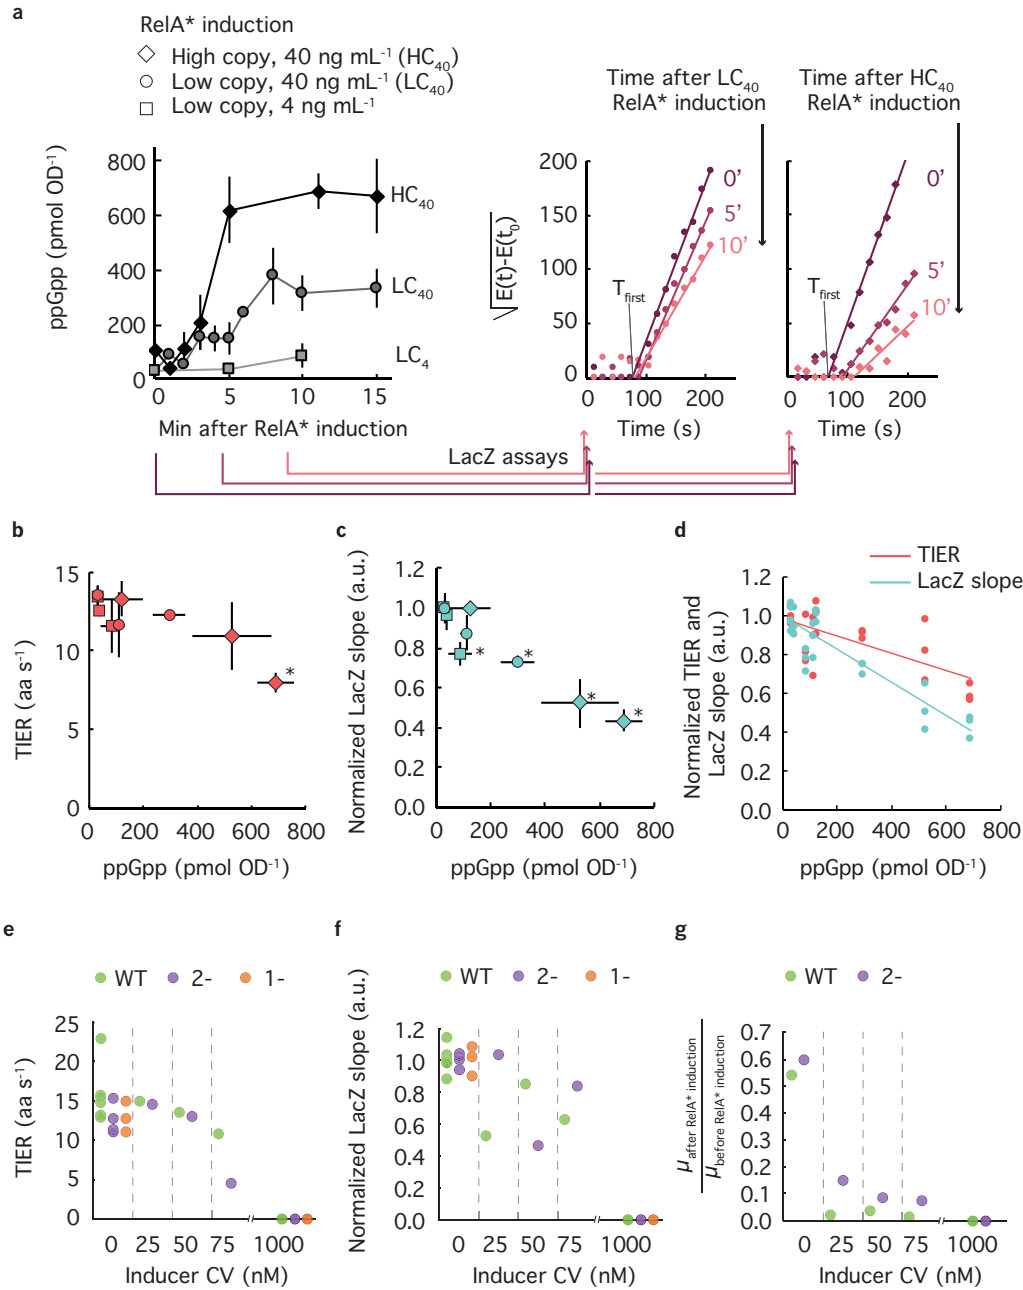 a
RelA* induction
High copy, 40 ng mL-1 (HC40)
Low copy, 40 ng mL-1 (LC40)
Low copy, 4 ng mL-1
ppGpp (pmol OD-1)
800
600
400
200
0
0
5
10
15
HC40
LC40
LC4
Min after RelA* induction
Time after LC40
RelA* induction
√E(t)-E(t0)
200
150
100
50
0
0
100
200
Time (s)
Tfirst
0'
5'
10'
Time after HC40
RelA* induction
Tfirst
0'
5'
10'
0
100
200
Time (s)
LacZ assays
b
TIER (aa s-1)
15
10
5
0
0
200
400
600
800
*
ppGpp (pmol OD-1)
c
Normalized LacZ slope (a.u.)
1.2
1.0
0.8
0.6
0.4
0.2
0.0
0
200
400
600
800
*
*
*
*
ppGpp (pmol OD-1)
d
TIER
LacZ slope
Normalized TIER and
LacZ slope (a.u.)
1.0
0.8
0.6
0.4
0.2
0.0
0
200
400
600
800
ppGpp (pmol OD-1)
e
WT
2-
1-
TIER (aa s-1)
25
20
15
10
5
0
0
25
50
75
1000
Inducer CV (nM)
f
WT
2-
1-
Normalized LacZ slope (a.u.)
1.2
1.0
0.8
0.6
0.4
0.2
0.0
0
25
50
75
1000
Inducer CV (nM)
g
WT
2-
μafter RelA* induction
μbefore RelA* induction
0.7
0.6
0.5
0.4
0.3
0.2
0.1
0.0
0
25
50
75
1000
Inducer CV (nM)